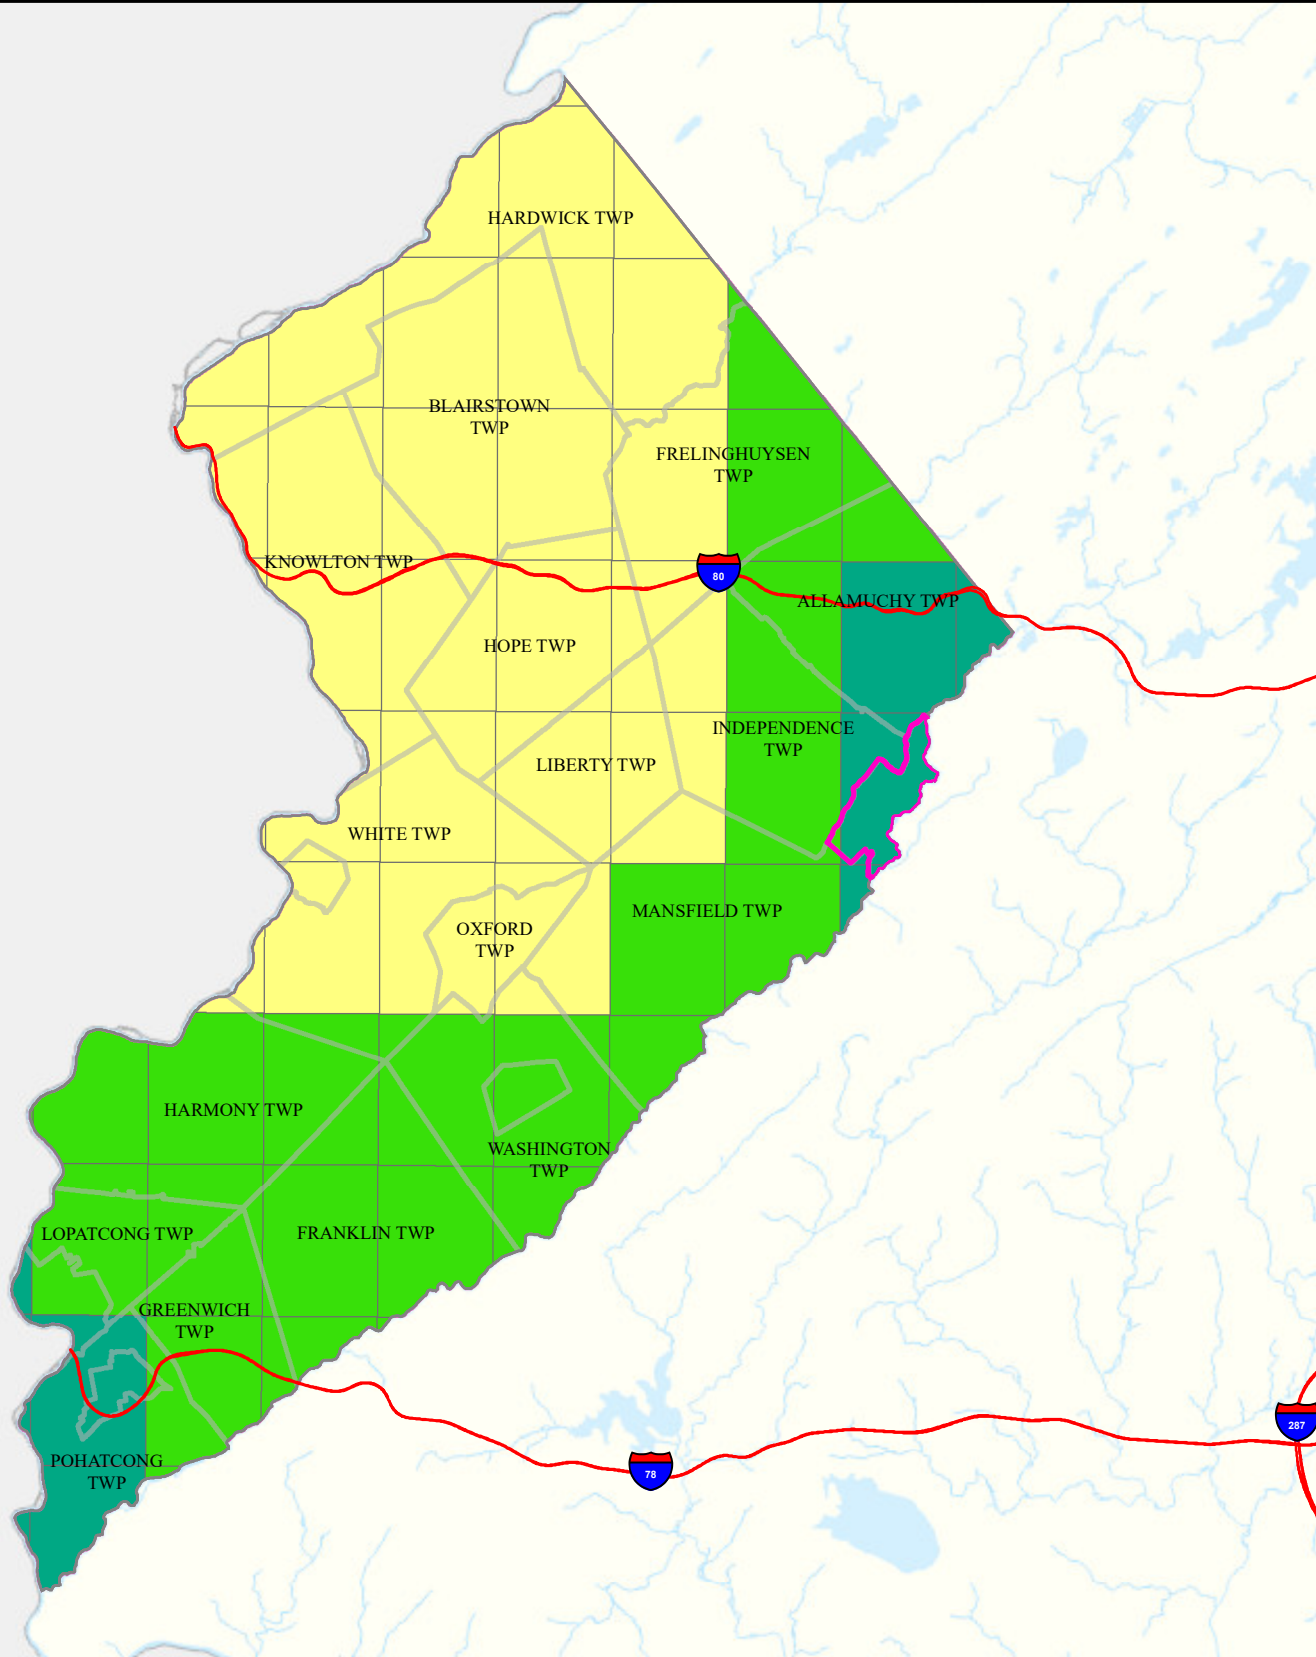 HARDWICK TWP
BLAIRSTOWN
TWP
FRELINGHUYSEN
TWP
KNOWLTON TWP
80
ALLAMUCHY TWP
HOPE TWP
INDEPENDENCE
TWP
LIBERTY TWP
WHITE TWP
MANSFIELD TWP
OXFORD
TWP
HARMONY TWP
WASHINGTON
TWP
LOPATCONG TWP
FRANKLIN TWP
GREENWICH
TWP
287
POHATCONG
TWP
78